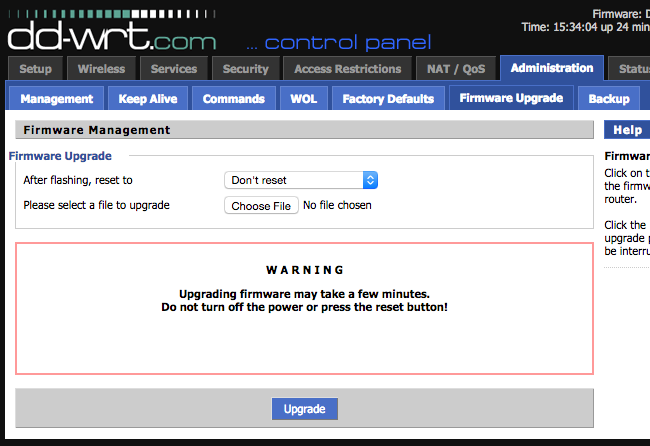 Firmware: D
dd-wrt.com ... control panel
Time: 15:34:04 up 24 min
Setup Wireless Services Security Access Restrictions NAT / QoS Administration Status
Management Keep Alive Commands WOL Factory Defaults Firmware Upgrade Backup
Firmware Management
Help
Firmware Upgrade
After flashing, reset to Don't reset
Please select a file to upgrade Choose File No file chosen
WARNING
Upgrading firmware may take a few minutes.
Do not turn off the power or press the reset button!
Upgrade
Firmwar
Click on t
the firmw
router.
Click the
upgrade p
be interru